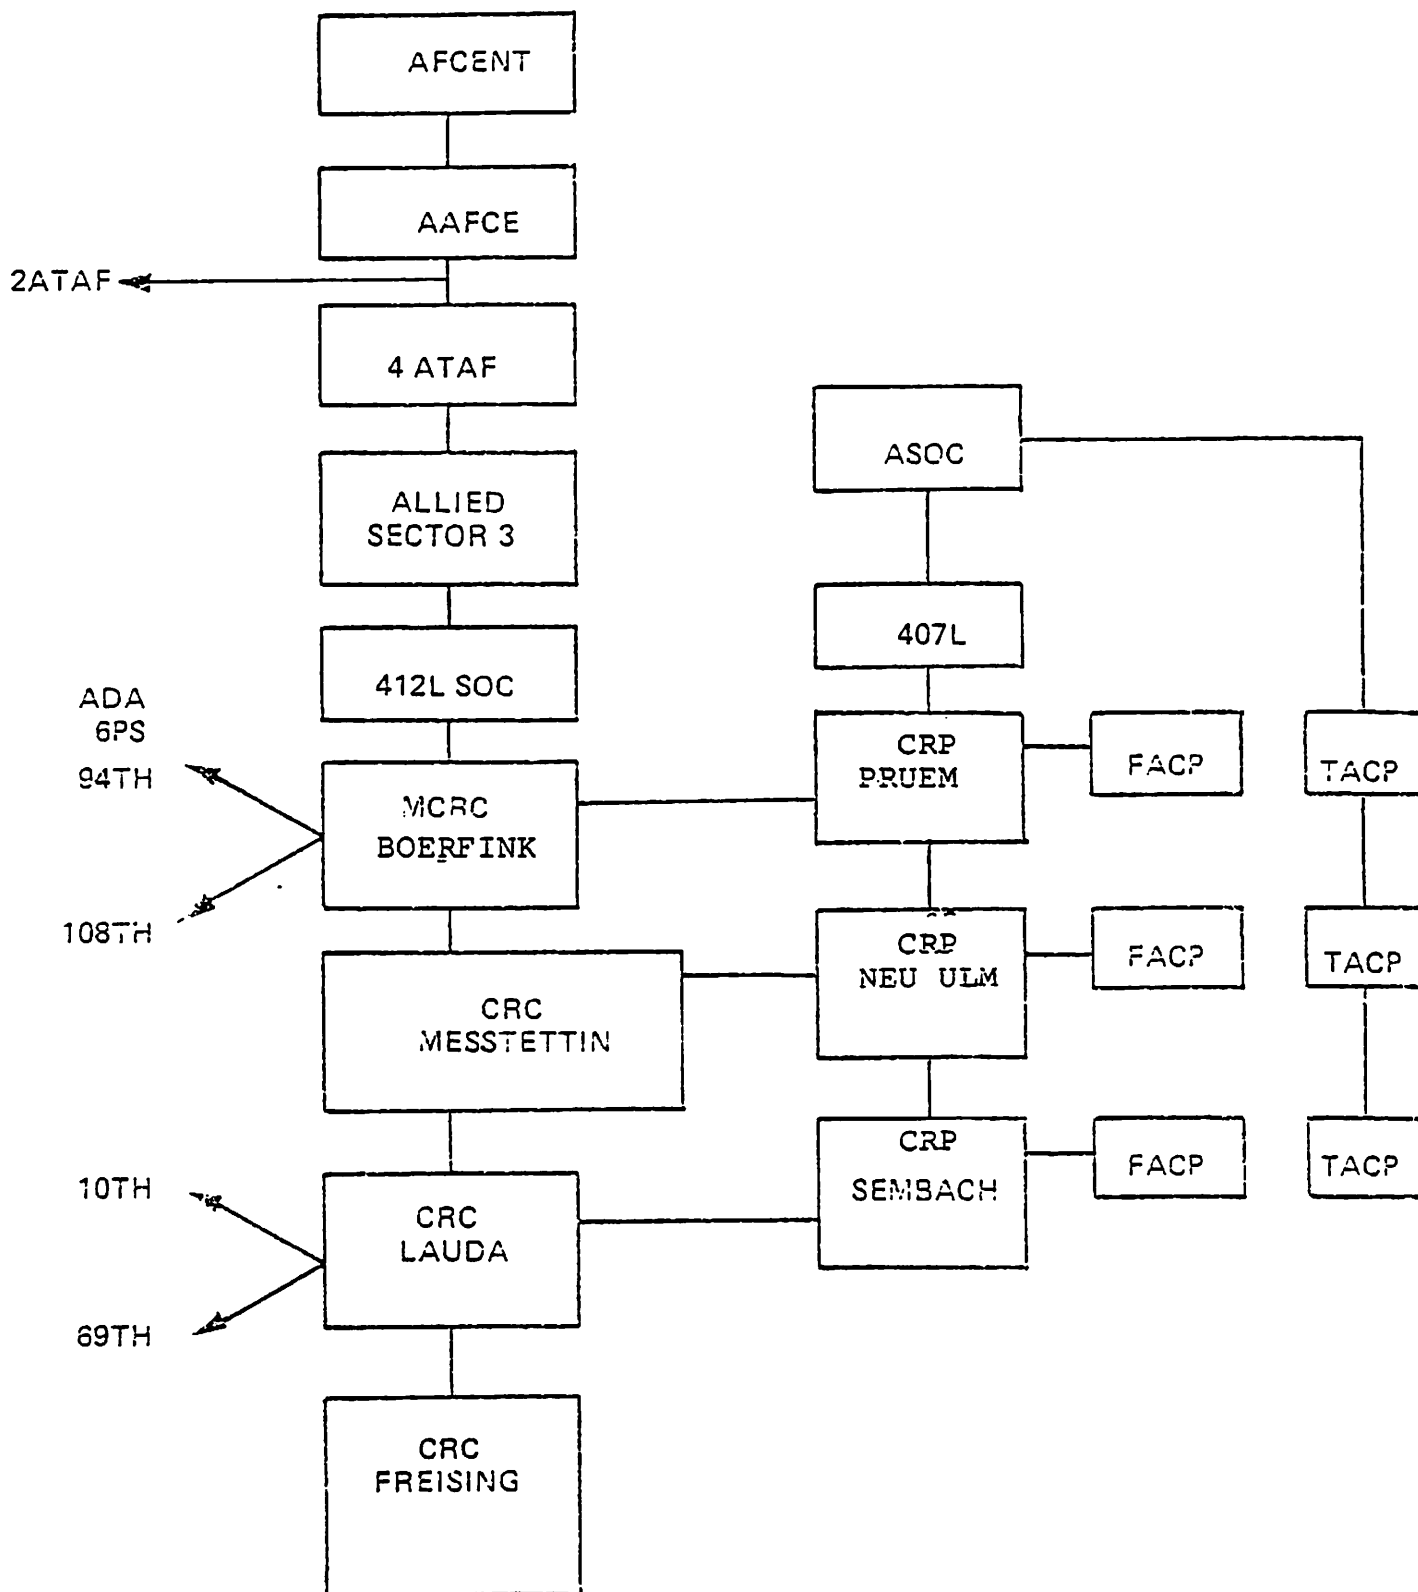 AFCENT
AAFCE
2ATAF
4 ATAF
ALLIED
SECTOR 3
412L SOC
ADA
6PS
94TH
108TH
MCRC
BOERFINK
CRC
MESSTETTIN
10TH
69TH
CRC
LAUDA
CRC
FREISING
ASOC
407L
CRP
PRUEM
CRP
NEU ULM
CRP
SEMBACH
FACP
FACP
FACP
TACP
TACP
TACP